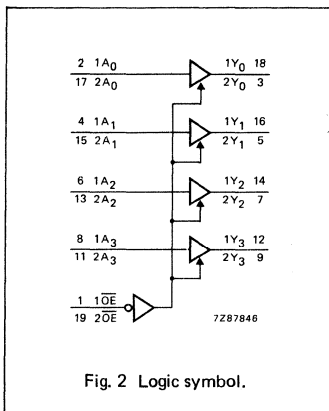 2 1A0 1Y0 18
17 2A0 2Y0 3
4 1A1 1Y1 16
15 2A1 2Y1 5
6 1A2 1Y2 14
13 2A2 2Y2 7
8 1A3 1Y3 12
11 2A3 2Y3 9
1 1O̅E̅
19 2O̅E̅
7Z87846
Fig. 2 Logic symbol.